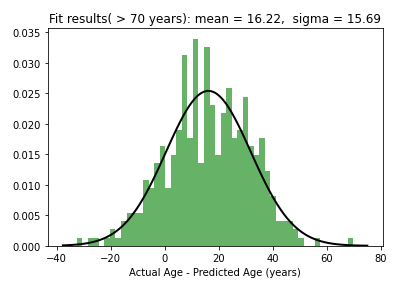 Fit results( > 70 years): mean = 16.22,  sigma = 15.69
0.035
0.030
0.025
0.020
0.015
0.010
0.005
0.000
−40 −20 0 20 40 60 80
Actual Age - Predicted Age (years)